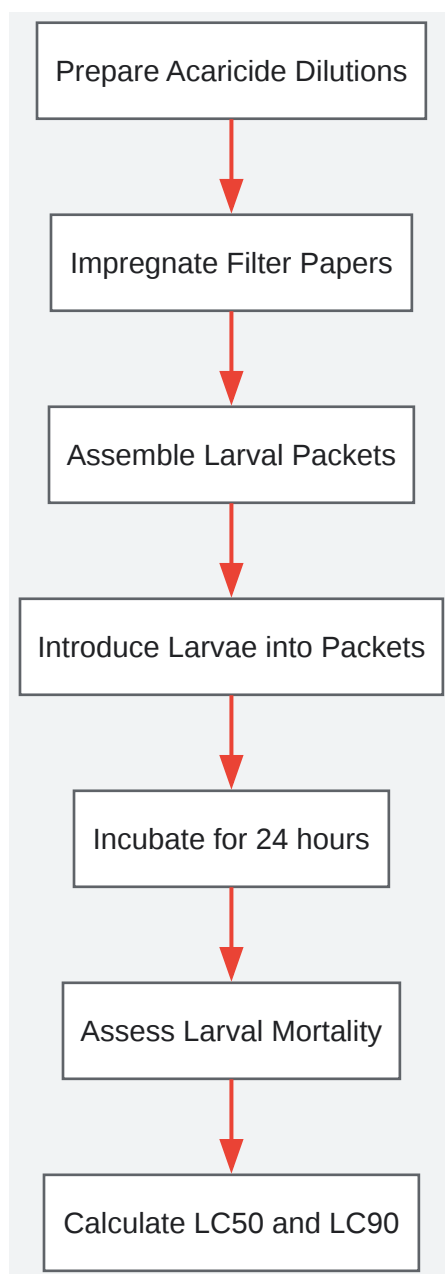 Prepare Acaricide Dilutions
Impregnate Filter Papers
Assemble Larval Packets
Introduce Larvae into Packets
Incubate for 24 hours
Assess Larval Mortality
Calculate LC50 and LC90